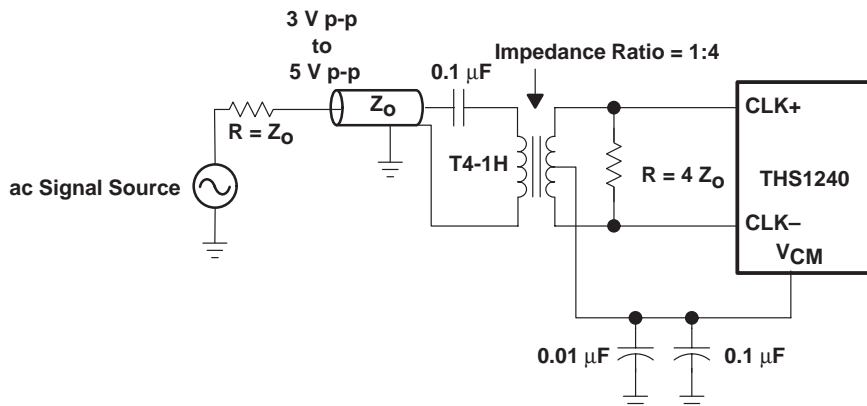 3 V p-p
to
5 V p-p
Impedance Ratio = 1:4
0.1 μF
Zo
R = Zo
CLK+
T4-1H
R = 4 Zo
THS1240
ac Signal Source
CLK–
VCM
0.01 μF
0.1 μF